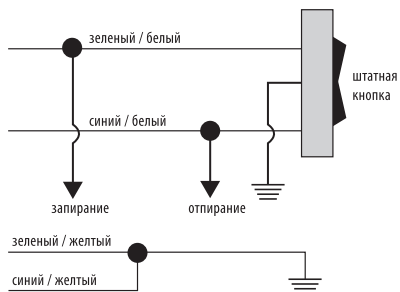 зеленый / белый
штатная
кнопка
синий / белый
запирание
отпирание
зеленый / желтый
синий / желтый